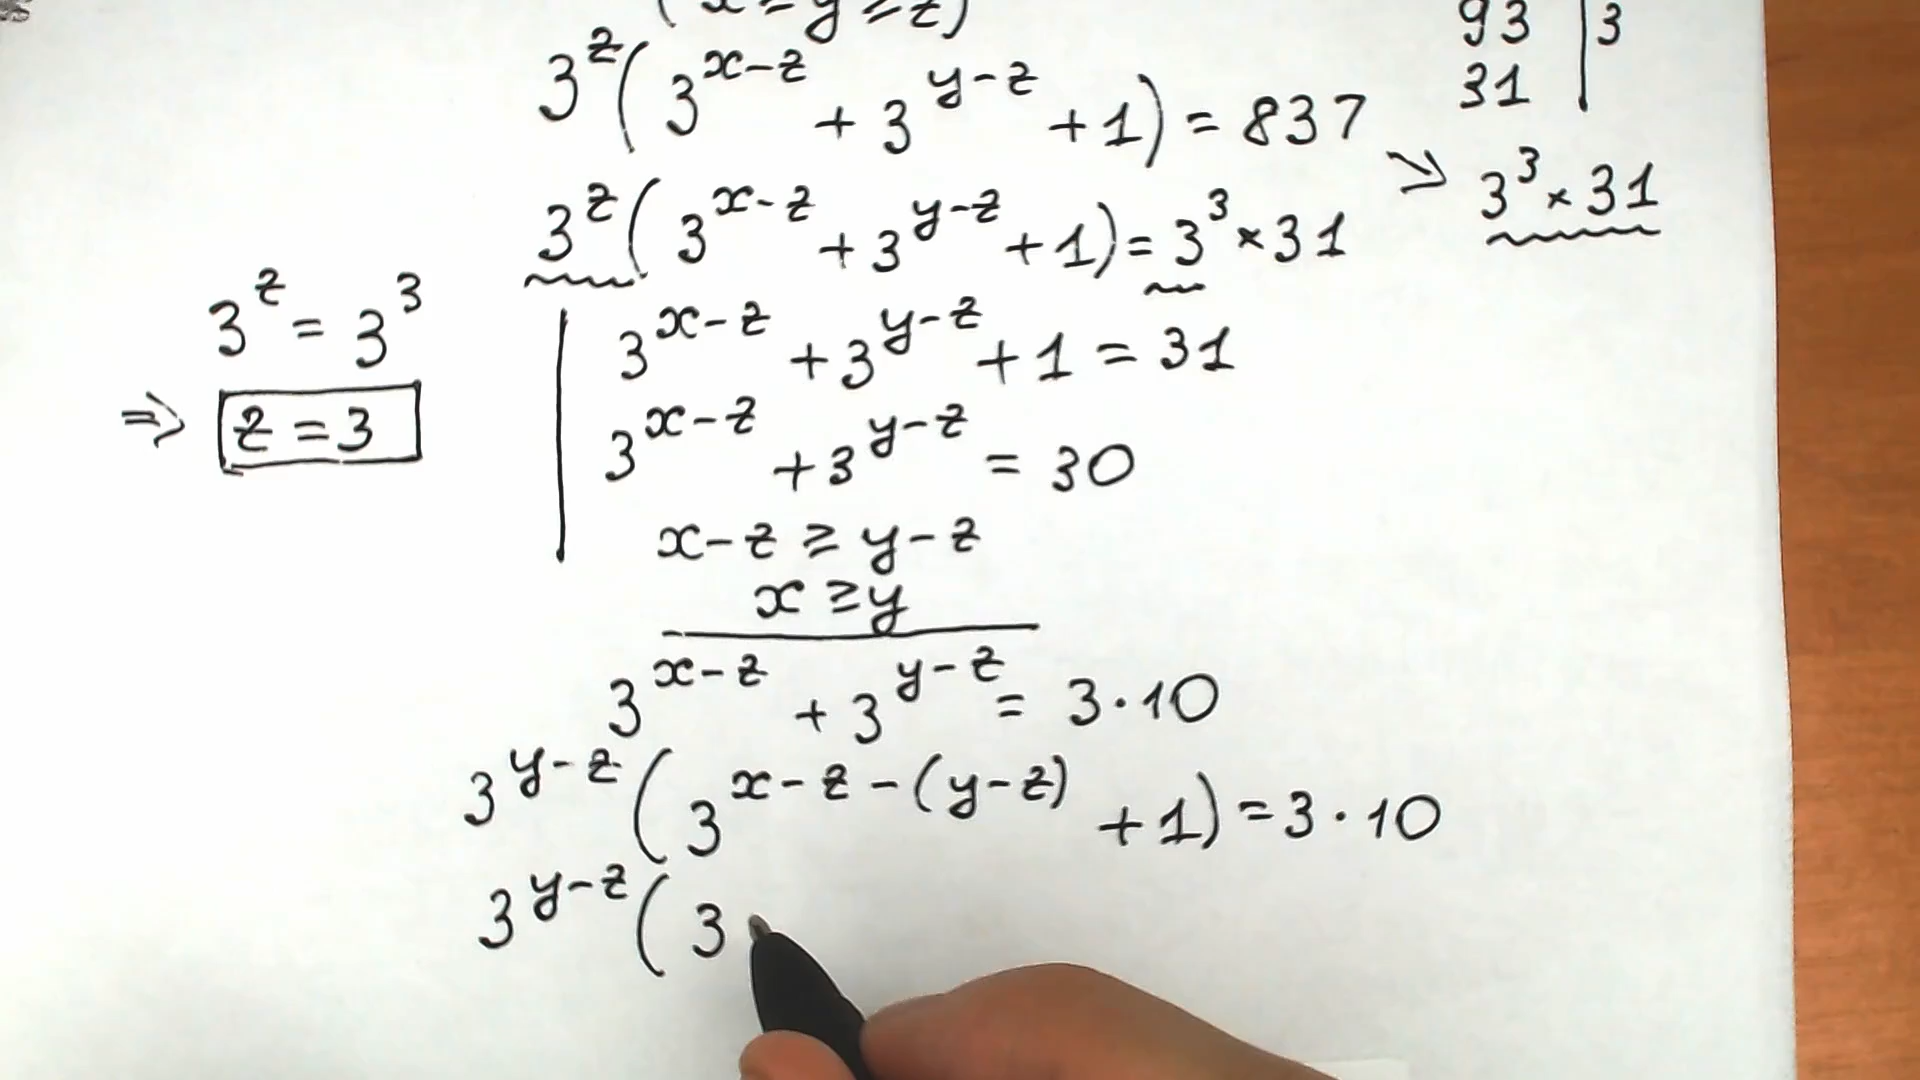 (x ≥ y ≥ z)
3^z(3^(x-z) + 3^(y-z) + 1) = 837
93 | 3
31 |
⇒ 3^3 × 31
3^z(3^(x-z) + 3^(y-z) + 1) = 3^3 × 31
3^z = 3^3
⇒ z = 3
3^(x-z) + 3^(y-z) + 1 = 31
3^(x-z) + 3^(y-z) = 30
x - z ≥ y - z
x ≥ y
3^(x-z) + 3^(y-z) = 3 · 10
3^(y-z)(3^(x-z-(y-z)) + 1) = 3 · 10
3^(y-z)(3